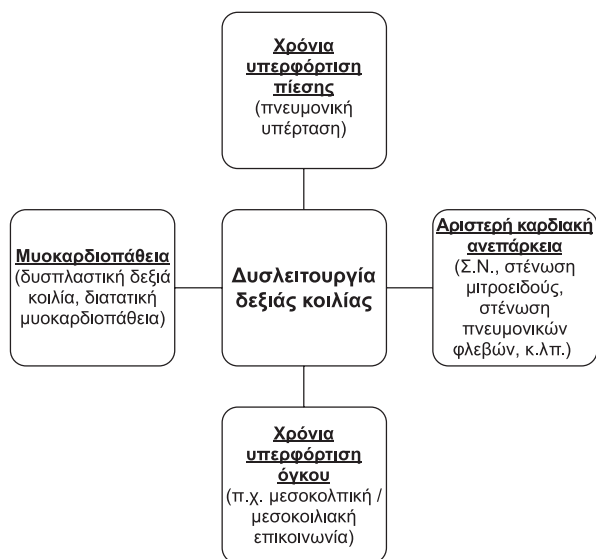 Χρόνια
υπερφόρτιση
πίεσης
(πνευμονική
υπέρταση)
Μυοκαρδιοπάθεια
(δυσπλαστική δεξιά
κοιλία, διατατική
μυοκαρδιοπάθεια)
Δυσλειτουργία
δεξιάς κοιλίας
Αριστερή καρδιακή
ανεπάρκεια
(Σ.Ν., στένωση
μιτροειδούς,
στένωση
πνευμονικών
φλεβών, κ.λπ.)
Χρόνια
υπερφόρτιση
όγκου
(π.χ. μεσοκολπική /
μεσοκοιλιακή
επικοινωνία)